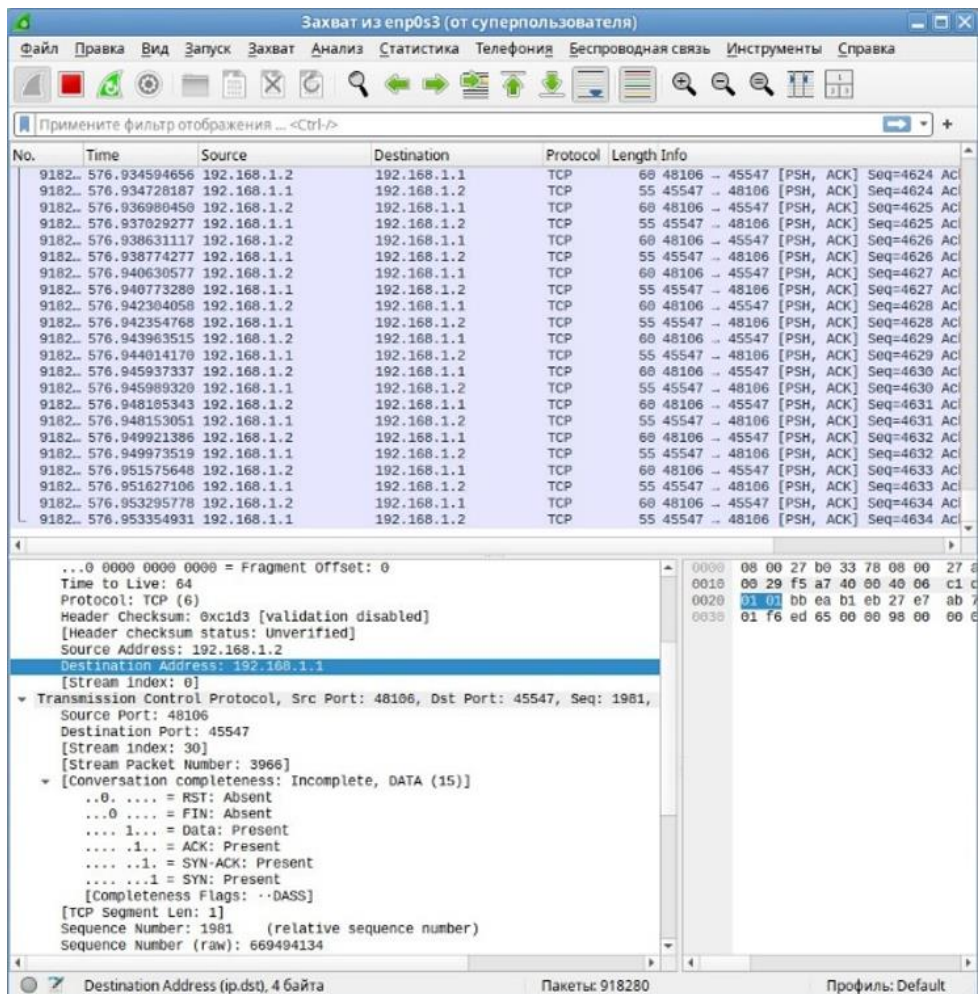 Захват из enp0s3 (от суперпользователя)
Файл Правка Вид Запуск Захват Анализ Статистика Телефония Беспроводная связь Инструменты Справка
Примените фильтр отображения ... <Ctrl-/>
No. Time Source Destination Protocol Length Info
9182... 576.934594656 192.168.1.2 192.168.1.1 TCP 60 48106 → 45547 [PSH, ACK] Seq=4624 Ac
9182... 576.934728187 192.168.1.1 192.168.1.2 TCP 55 45547 → 48106 [PSH, ACK] Seq=4624 Ac
9182... 576.936980450 192.168.1.2 192.168.1.1 TCP 60 48106 → 45547 [PSH, ACK] Seq=4625 Ac
9182... 576.937029277 192.168.1.1 192.168.1.2 TCP 55 45547 → 48106 [PSH, ACK] Seq=4625 Ac
9182... 576.938631117 192.168.1.2 192.168.1.1 TCP 60 48106 → 45547 [PSH, ACK] Seq=4626 Ac
9182... 576.938774277 192.168.1.1 192.168.1.2 TCP 55 45547 → 48106 [PSH, ACK] Seq=4626 Ac
9182... 576.940630577 192.168.1.2 192.168.1.1 TCP 60 48106 → 45547 [PSH, ACK] Seq=4627 Ac
9182... 576.940773280 192.168.1.1 192.168.1.2 TCP 55 45547 → 48106 [PSH, ACK] Seq=4627 Ac
9182... 576.942304058 192.168.1.2 192.168.1.1 TCP 60 48106 → 45547 [PSH, ACK] Seq=4628 Ac
9182... 576.942354768 192.168.1.1 192.168.1.2 TCP 55 45547 → 48106 [PSH, ACK] Seq=4628 Ac
9182... 576.943963515 192.168.1.2 192.168.1.1 TCP 60 48106 → 45547 [PSH, ACK] Seq=4629 Ac
9182... 576.944014170 192.168.1.1 192.168.1.2 TCP 55 45547 → 48106 [PSH, ACK] Seq=4629 Ac
9182... 576.945937337 192.168.1.2 192.168.1.1 TCP 60 48106 → 45547 [PSH, ACK] Seq=4630 Ac
9182... 576.945989320 192.168.1.1 192.168.1.2 TCP 55 45547 → 48106 [PSH, ACK] Seq=4630 Ac
9182... 576.948105343 192.168.1.2 192.168.1.1 TCP 60 48106 → 45547 [PSH, ACK] Seq=4631 Ac
9182... 576.948153051 192.168.1.1 192.168.1.2 TCP 55 45547 → 48106 [PSH, ACK] Seq=4631 Ac
9182... 576.949921386 192.168.1.2 192.168.1.1 TCP 60 48106 → 45547 [PSH, ACK] Seq=4632 Ac
9182... 576.949973519 192.168.1.1 192.168.1.2 TCP 55 45547 → 48106 [PSH, ACK] Seq=4632 Ac
9182... 576.951575648 192.168.1.2 192.168.1.1 TCP 60 48106 → 45547 [PSH, ACK] Seq=4633 Ac
9182... 576.951627106 192.168.1.1 192.168.1.2 TCP 55 45547 → 48106 [PSH, ACK] Seq=4633 Ac
9182... 576.953295778 192.168.1.2 192.168.1.1 TCP 60 48106 → 45547 [PSH, ACK] Seq=4634 Ac
9182... 576.953354931 192.168.1.1 192.168.1.2 TCP 55 45547 → 48106 [PSH, ACK] Seq=4634 Ac
...0 0000 0000 0000 = Fragment Offset: 0
Time to Live: 64
Protocol: TCP (6)
Header Checksum: 0xc1d3 [validation disabled]
[Header checksum status: Unverified]
Source Address: 192.168.1.2
Destination Address: 192.168.1.1
[Stream index: 0]
Transmission Control Protocol, Src Port: 48106, Dst Port: 45547, Seq: 1981,
Source Port: 48106
Destination Port: 45547
[Stream index: 30]
[Stream Packet Number: 3966]
[Conversation completeness: Incomplete, DATA (15)]
..0. .... = RST: Absent
...0 .... = FIN: Absent
.... 1... = Data: Present
.... .1.. = ACK: Present
.... ..1. = SYN-ACK: Present
.... ...1 = SYN: Present
[Completeness Flags: ··DASS]
[TCP Segment Len: 1]
Sequence Number: 1981 (relative sequence number)
Sequence Number (raw): 669494134
0000 08 00 27 b0 33 78 08 00 27
0010 00 29 f5 a7 40 00 40 06 c1
0020 01 01 bb ea b1 eb 27 e7 ab
0030 01 f6 ed 65 00 00 98 00 00
Destination Address (ip.dst), 4 байта Пакеты: 918280 Профиль: Default